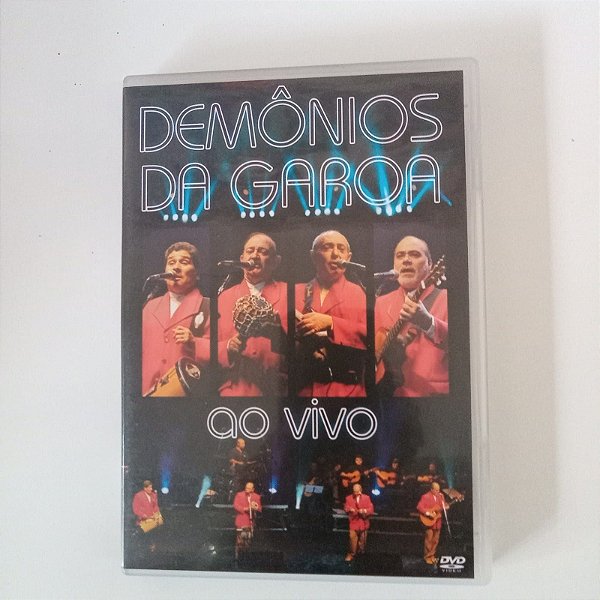 DEMÔNIOS
DA GAROA
ao vivo
DVD
VIDEO